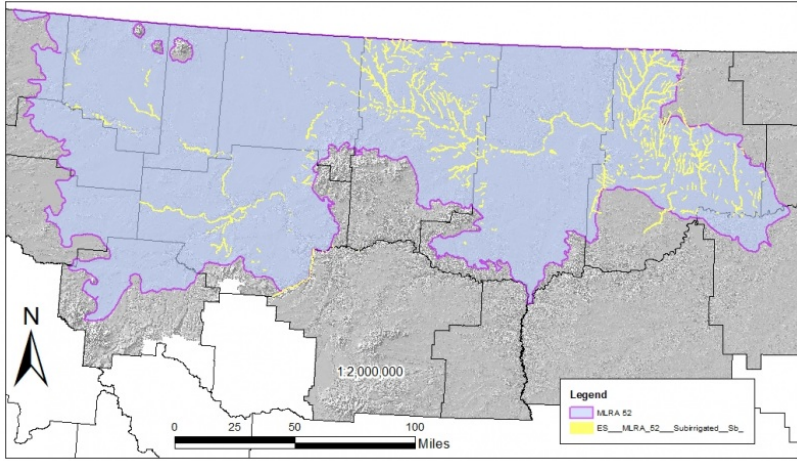 N
1:2,000,000
0 25 50 100
Miles
Legend
MLRA 52
ES___MLRA_52___Subirrigated__Sb_